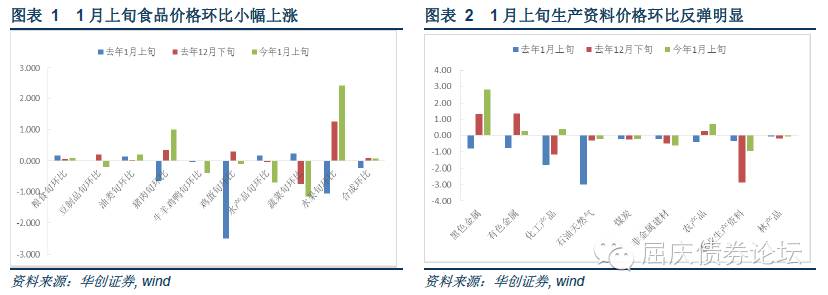 图表 1 1月上旬食品价格环比小幅上涨
去年1月上旬 去年12月下旬 今年1月上旬
3.000
2.000
1.000
0.000
-1.000
-2.000
-3.000
粮食旬环比
豆制品旬环比
油类旬环比
猪肉旬环比
牛羊鸡鸭旬环比
鸡蛋旬环比
水产品旬环比
蔬菜旬环比
水果旬环比
合成环比
资料来源：华创证券, wind
图表 2 1月上旬生产资料价格环比反弹明显
去年1月上旬 去年12月下旬 今年1月上旬
4.00
3.00
2.00
1.00
0.00
-1.00
-2.00
-3.00
-4.00
黑色金属
有色金属
化工产品
石油天然气
煤炭
非金属建材
农产品
生产资料
林产品
资料来源：华创证券, wind
屈庆债券论坛